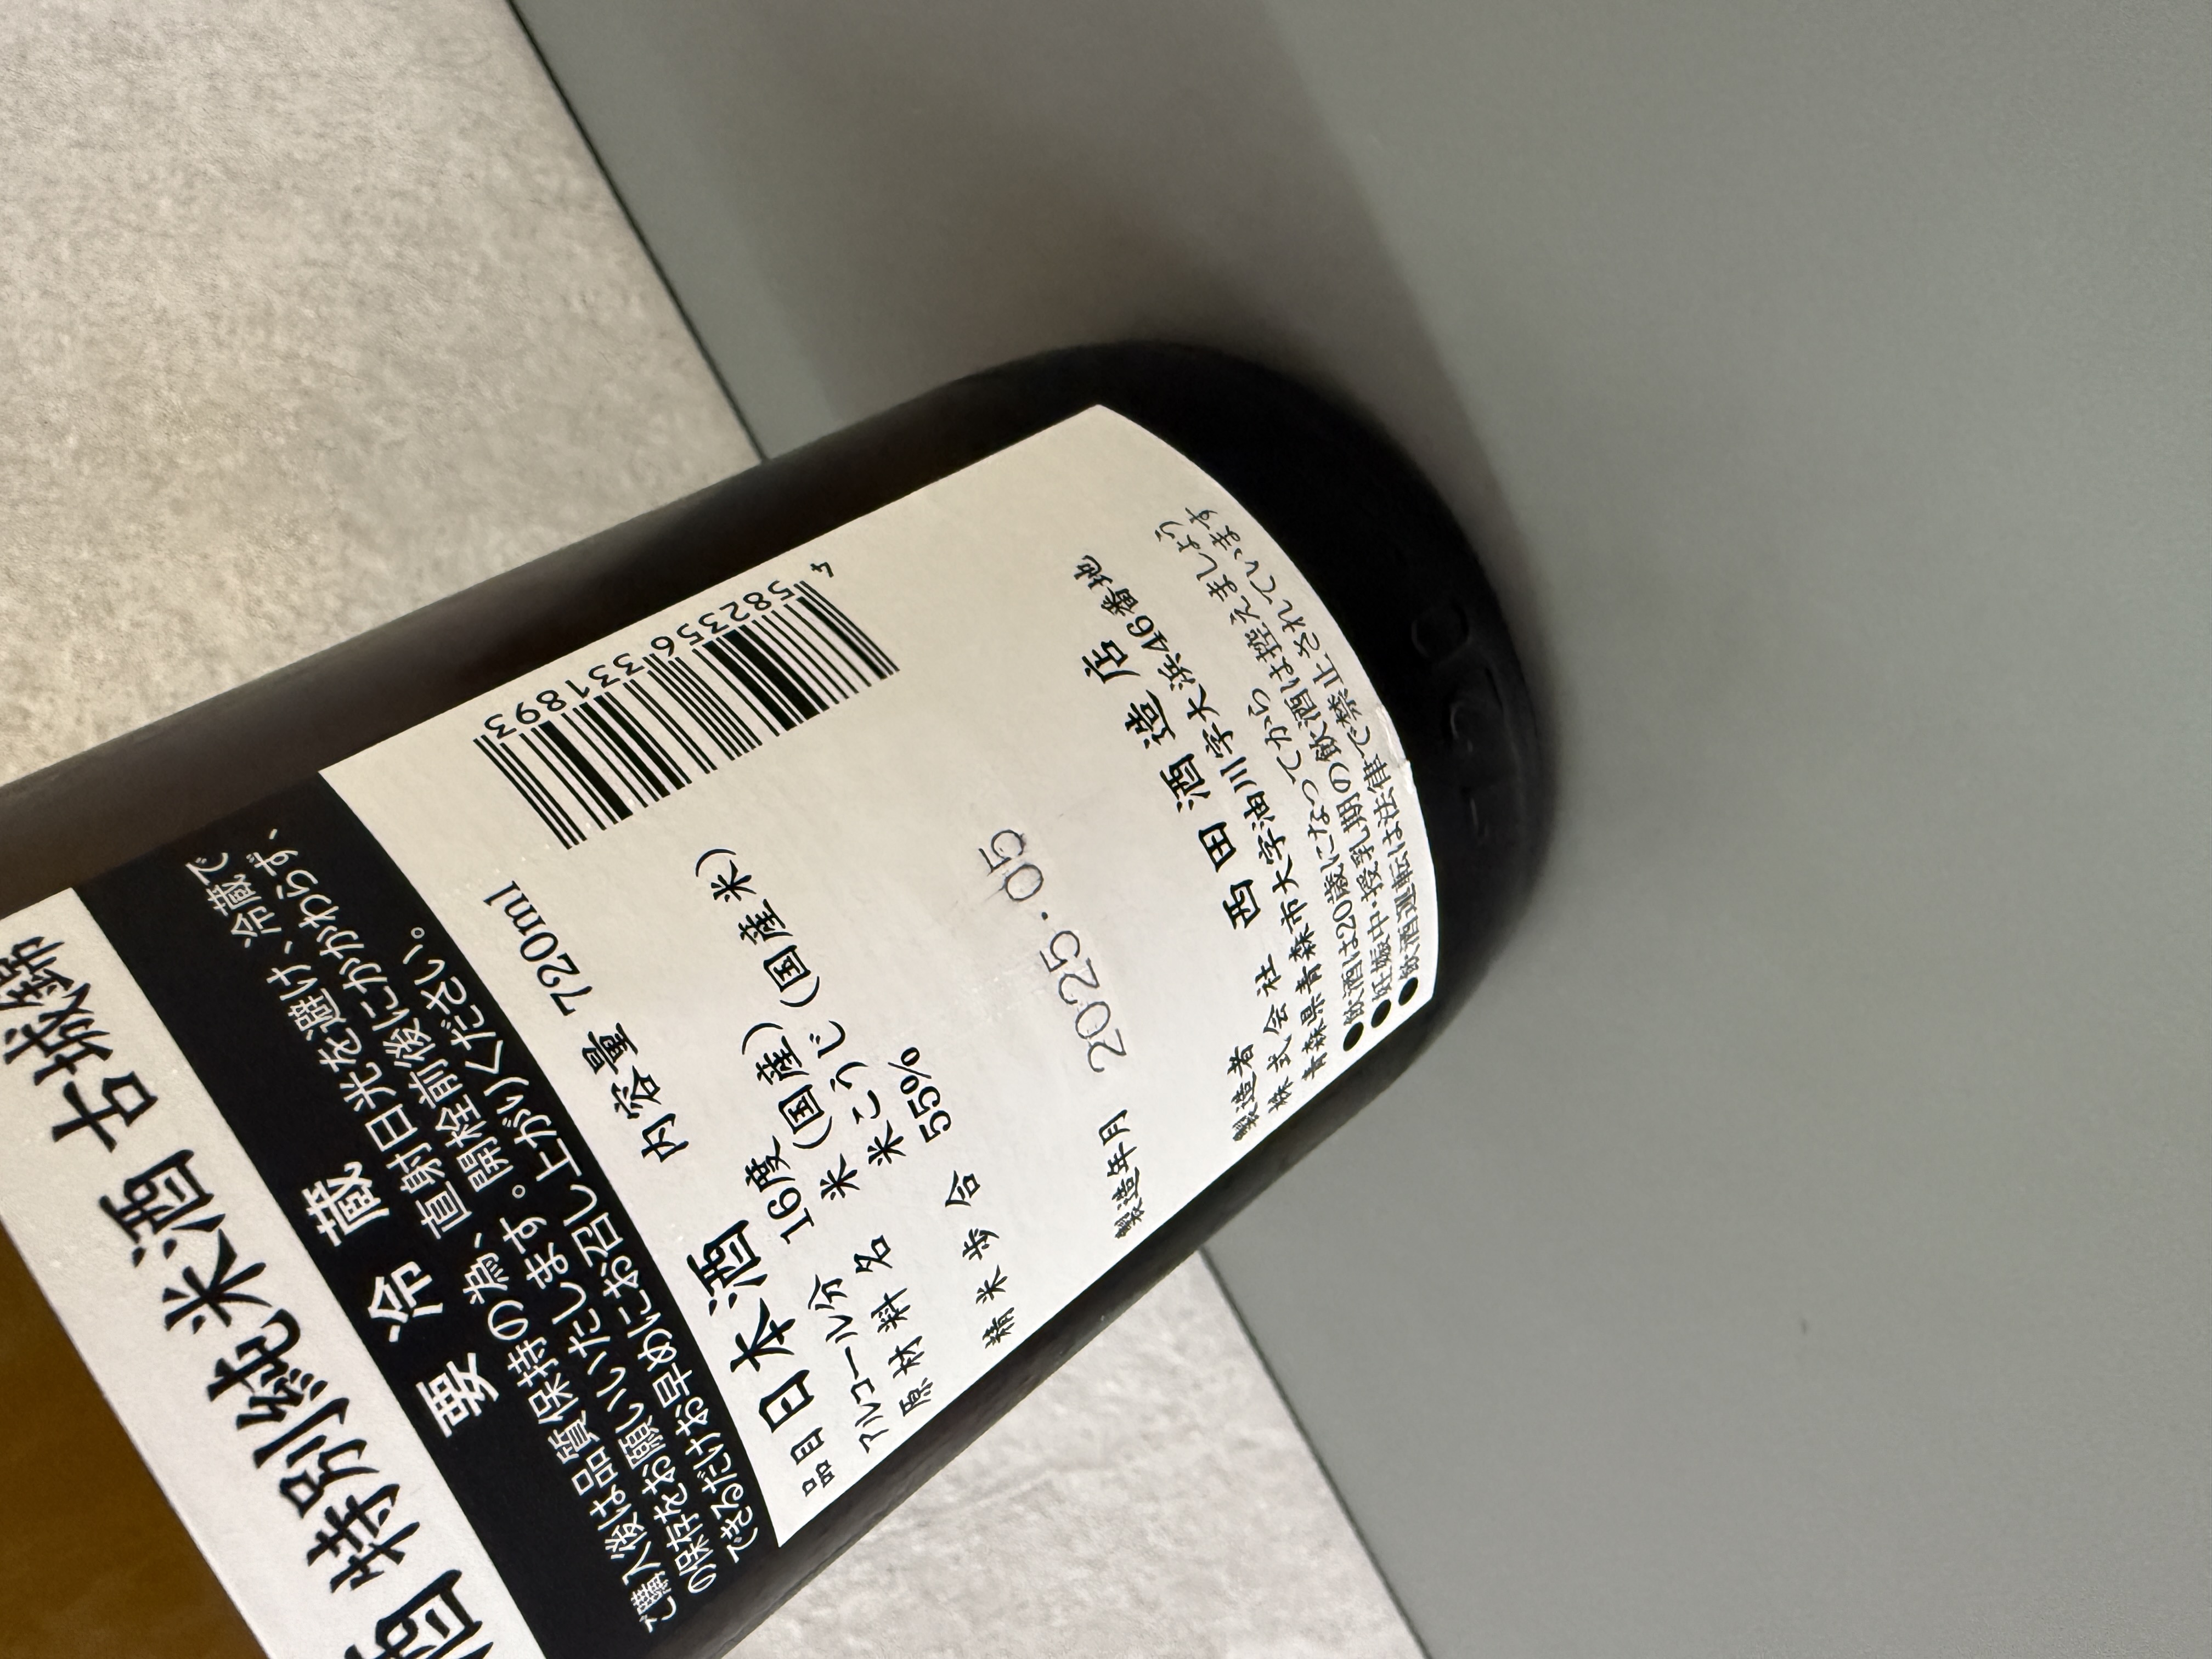 酒 特別純米酒 古城錦
要冷蔵
ご購入後は品質保持の為、直射日光を避け、冷蔵で
の保存をお願いいたします。開栓前後にかかわらず、
できるだけお早めにお召し上がりください。
品目 日本酒 内容量 720ml
アルコール分 16度
原材料名 米(国産)
米こうじ(国産米)
精米歩合 55%
4 582356 331893
製造年月 2025.05
製造者
株式会社 西田酒造店
青森県青森市大字油川字大浜46番地
●飲酒は20歳になってから
●妊娠中・授乳期の飲酒は控えましょう
●飲酒運転は法律で禁止されています